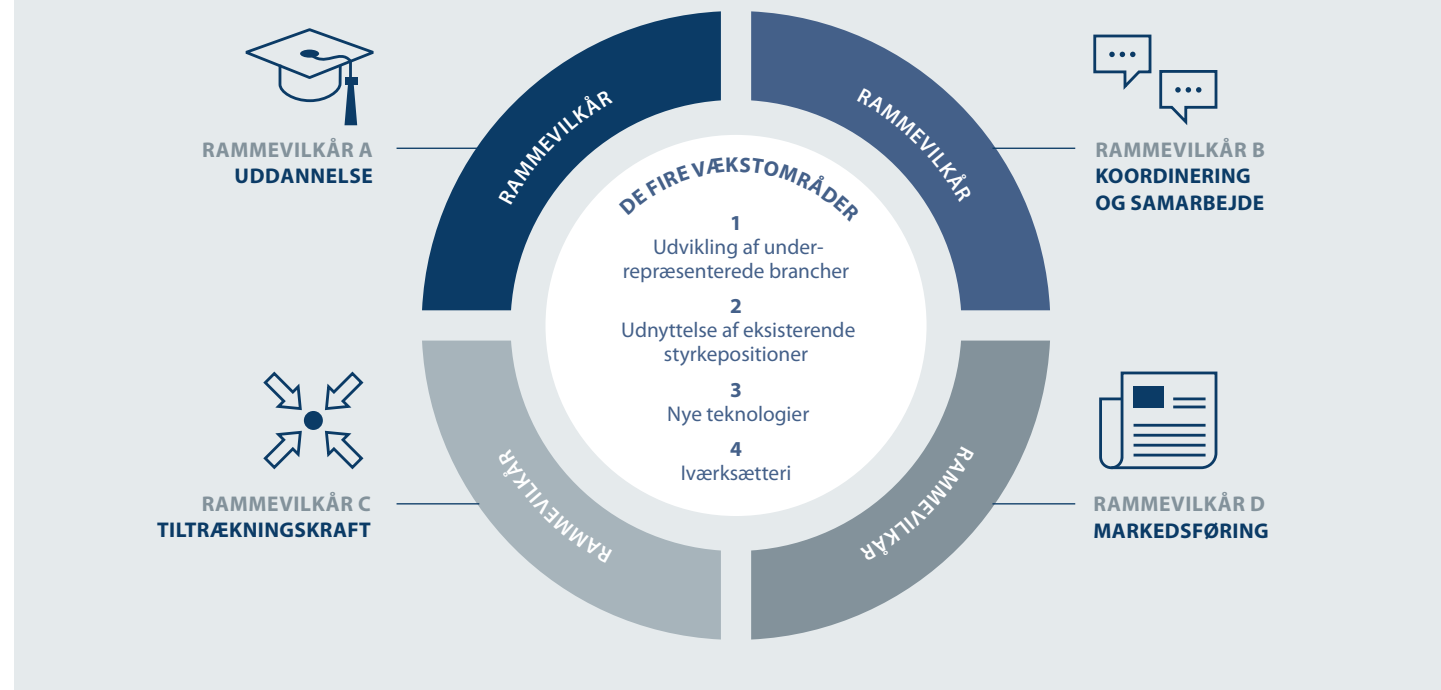 RAMMEVILKÅR A
UDDANNELSE
RAMMEVILKÅR
RAMMEVILKÅR
RAMMEVILKÅR B
KOORDINERING
OG SAMARBEJDE
DE FIRE VÆKSTOMRÅDER
1
Udvikling af under-
repræsenterede brancher
2
Udnyttelse af eksisterende
styrkepositioner
3
Nye teknologier
4
Iværksætteri
RAMMEVILKÅR C
TILTRÆKNINGSKRAFT
RAMMEVILKÅR
RAMMEVILKÅR
RAMMEVILKÅR D
MARKEDSFØRING